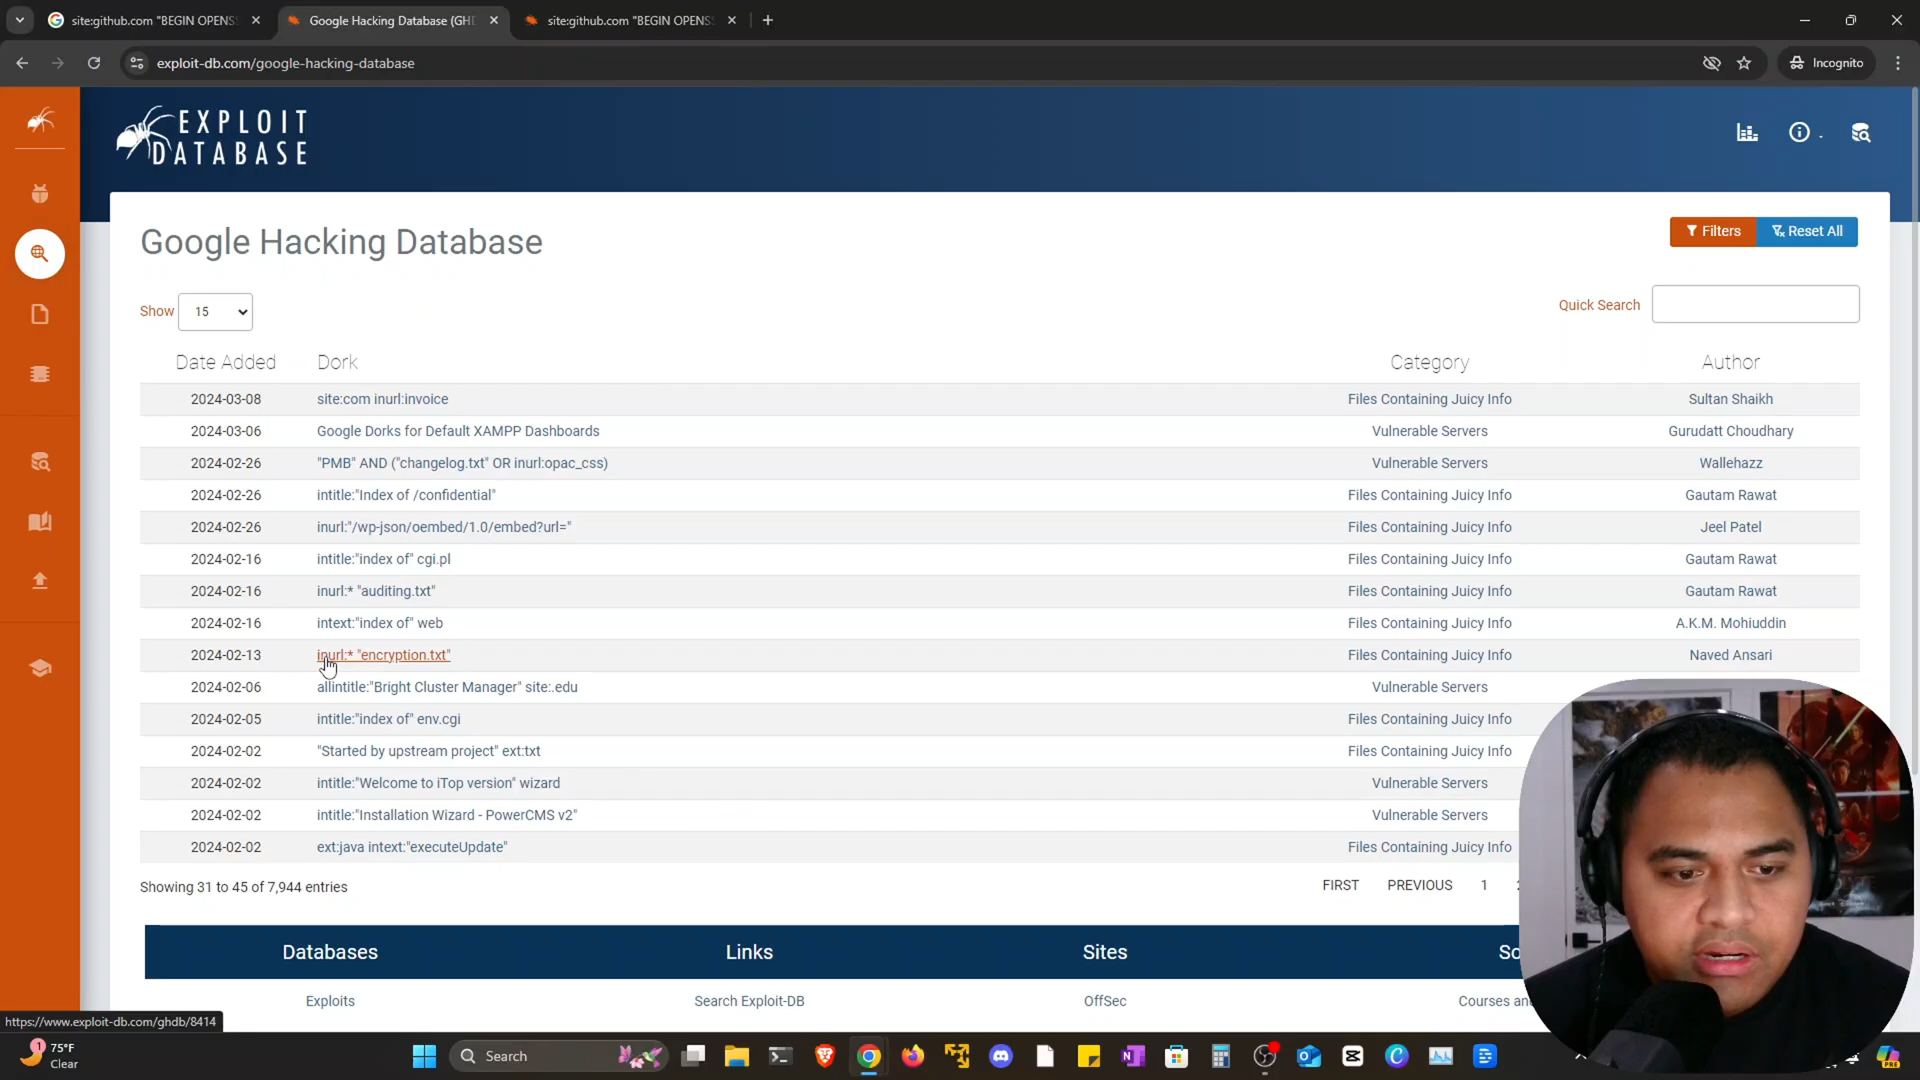 site:github.com "BEGIN OPENS
Google Hacking Database (GHD
site:github.com "BEGIN OPENS
exploit-db.com/google-hacking-database
Incognito
EXPLOIT
DATABASE
Google Hacking Database
Filters
Reset All
Show 15
Quick Search
Date Added Dork Category Author
2024-03-08 site:com inurl:invoice Files Containing Juicy Info Sultan Shaikh
2024-03-06 Google Dorks for Default XAMPP Dashboards Vulnerable Servers Gurudatt Choudhary
2024-02-26 "PMB" AND ("changelog.txt" OR inurl:opac_css) Vulnerable Servers Wallehazz
2024-02-26 intitle:"Index of /confidential" Files Containing Juicy Info Gautam Rawat
2024-02-26 inurl:"/wp-json/oembed/1.0/embed?url=" Files Containing Juicy Info Jeel Patel
2024-02-16 intitle:"index of" cgi.pl Files Containing Juicy Info Gautam Rawat
2024-02-16 inurl:* "auditing.txt" Files Containing Juicy Info Gautam Rawat
2024-02-16 intext:"index of" web Files Containing Juicy Info A.K.M. Mohiuddin
2024-02-13 inurl:* "encryption.txt" Files Containing Juicy Info Naved Ansari
2024-02-06 allintitle:"Bright Cluster Manager" site:.edu Vulnerable Servers
2024-02-05 intitle:"index of" env.cgi Files Containing Juicy Info
2024-02-02 "Started by upstream project" ext:txt Files Containing Juicy Info
2024-02-02 intitle:"Welcome to iTop version" wizard Vulnerable Servers
2024-02-02 intitle:"Installation Wizard - PowerCMS v2" Vulnerable Servers
2024-02-02 ext:java intext:"executeUpdate" Files Containing Juicy Info
Showing 31 to 45 of 7,944 entries
FIRST PREVIOUS 1
Databases Links Sites
Exploits Search Exploit-DB OffSec Courses
https://www.exploit-db.com/ghdb/8414
1
75°F
Clear
Search
PRE